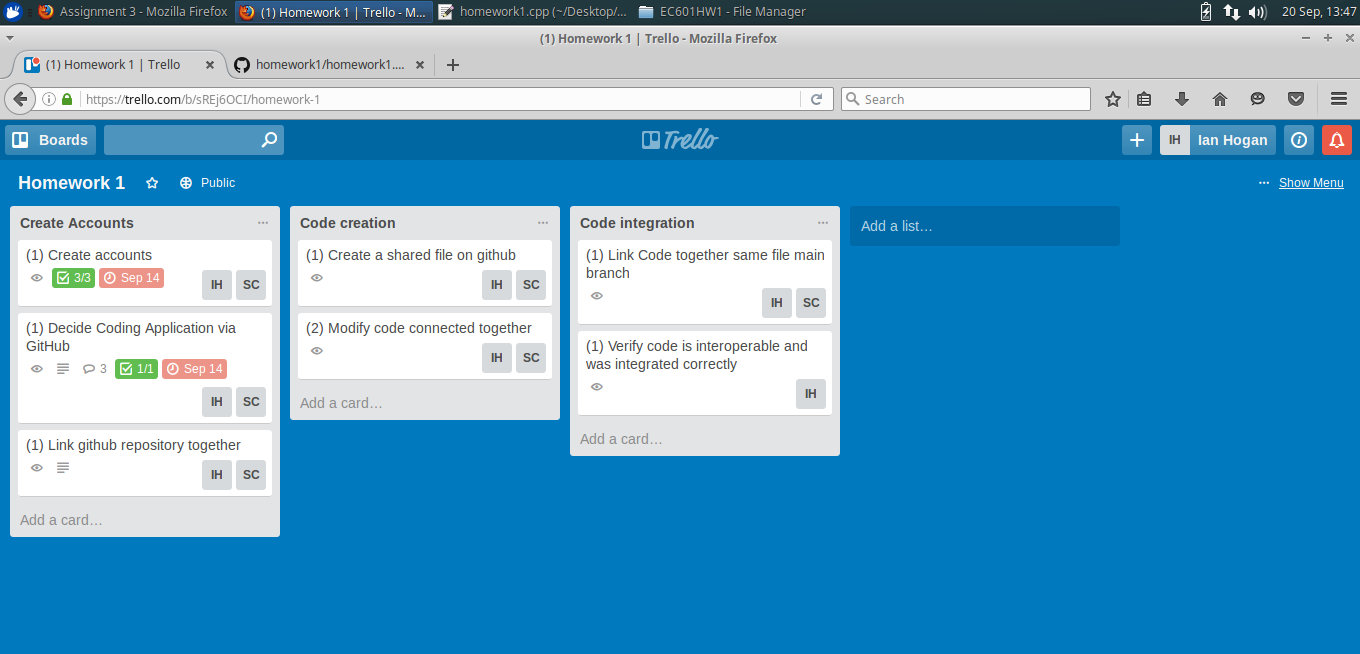 Assignment 3 - Mozilla Firefox
(1) Homework 1 | Trello - M...
homework1.cpp (~/Desktop/...
EC601HW1 - File Manager
20 Sep, 13:47
(1) Homework 1 | Trello - Mozilla Firefox
(1) Homework 1 | Trello
homework1/homework1....
https://trello.com/b/sREj6OCI/homework-1
Search
Boards
Trello
IH Ian Hogan
Homework 1
Public
Show Menu
Create Accounts
(1) Create accounts
3/3 Sep 14
IH SC
(1) Decide Coding Application via
GitHub
3 1/1 Sep 14
IH SC
(1) Link github repository together
IH SC
Add a card...
Code creation
(1) Create a shared file on github
IH SC
(2) Modify code connected together
IH SC
Add a card...
Code integration
(1) Link Code together same file main
branch
IH SC
(1) Verify code is interoperable and
was integrated correctly
IH
Add a card...
Add a list...